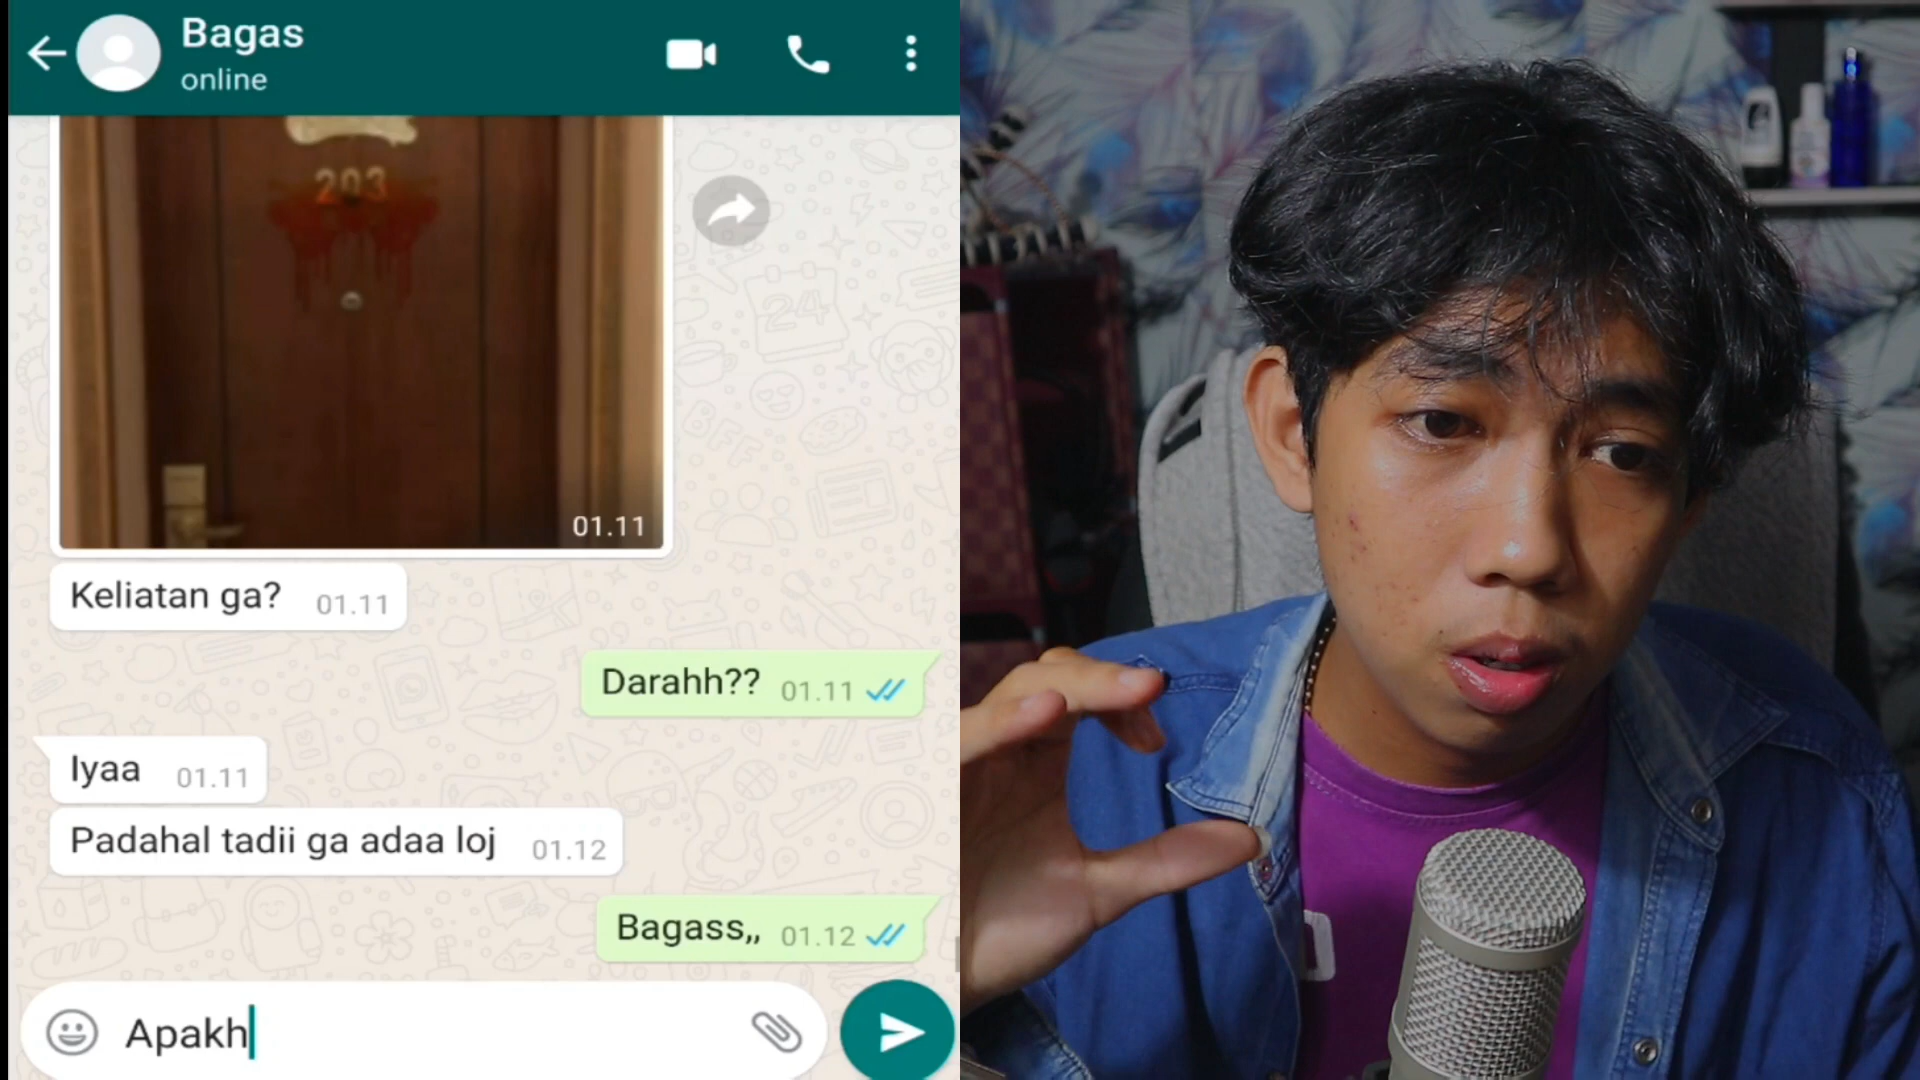 Bagas
online
203
01.11
Keliatan ga? 01.11
Darahh?? 01.11
Iyaa 01.11
Padahal tadii ga adaa loj 01.12
Bagass,, 01.12
Apakh